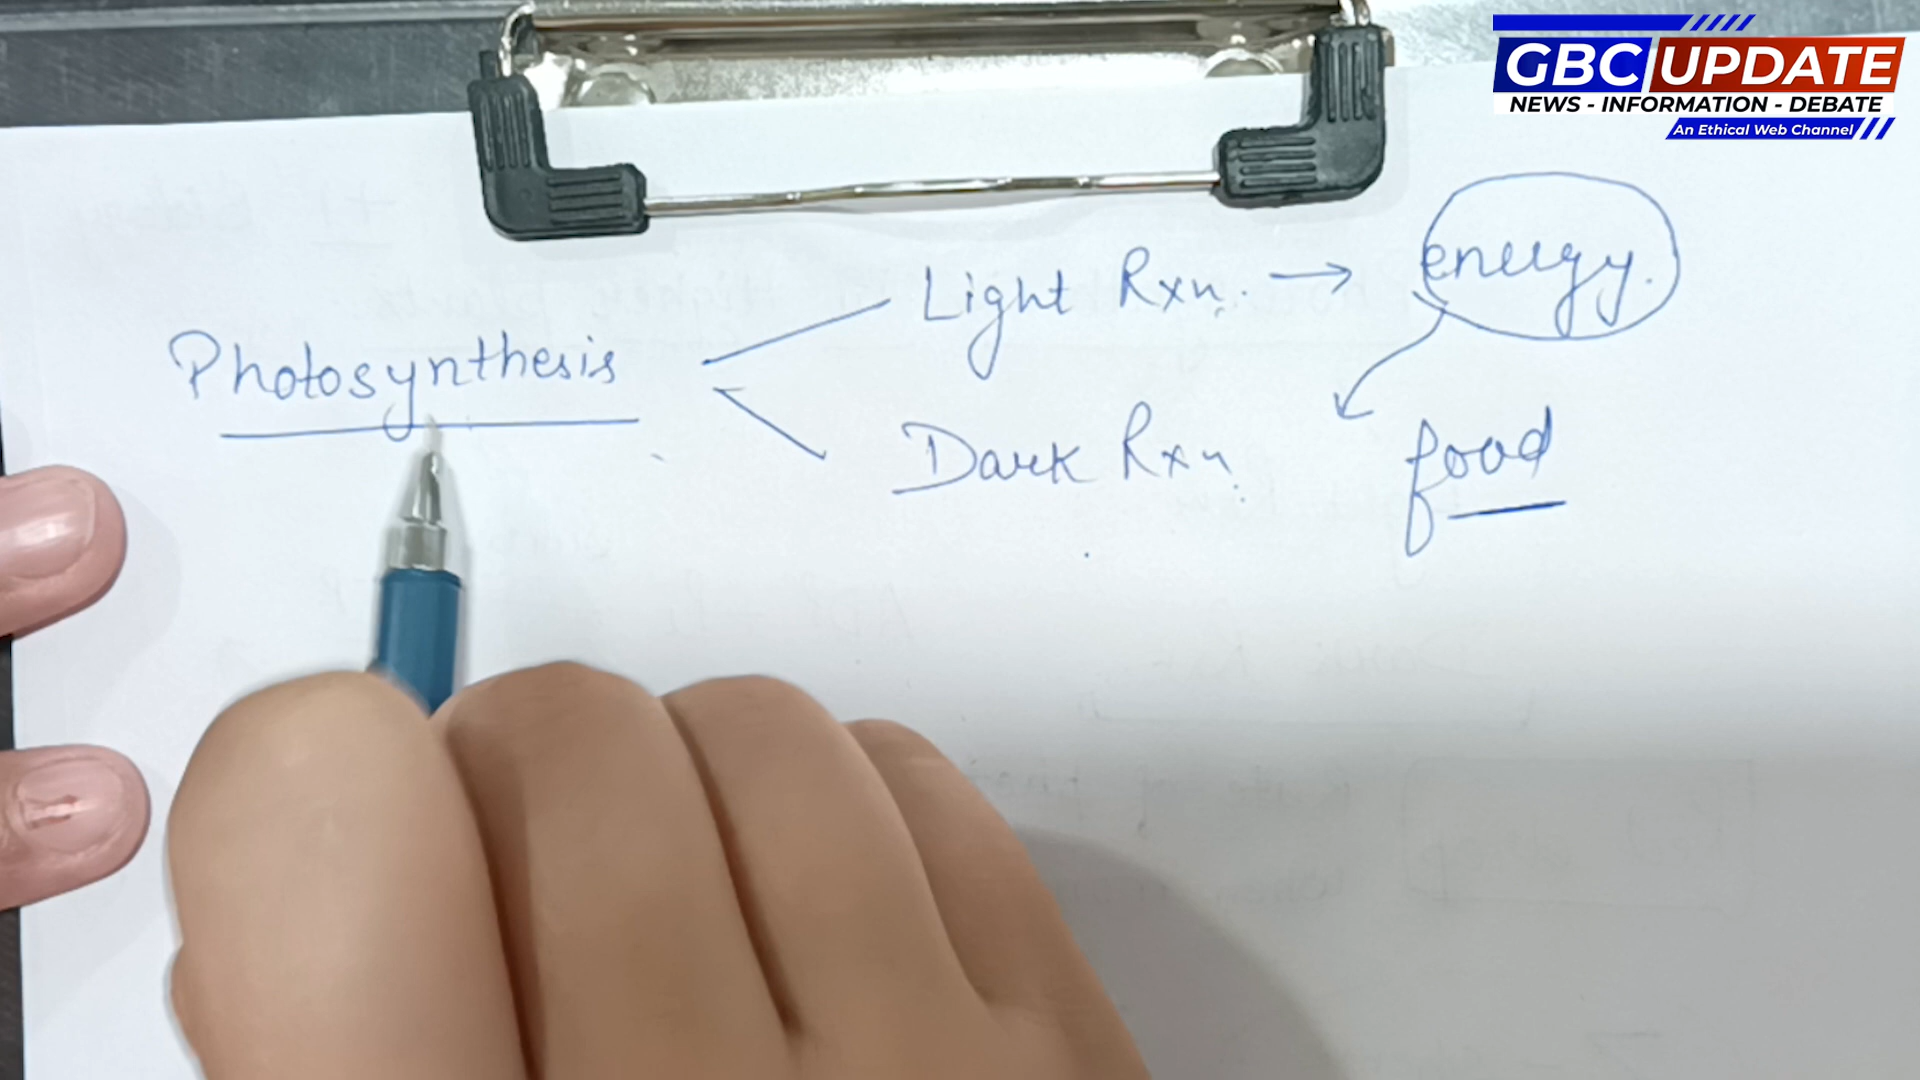 GBC UPDATE
NEWS - INFORMATION - DEBATE
An Ethical Web Channel
Light Rxn. → energy.
Photosynthesis
Dark Rxn food